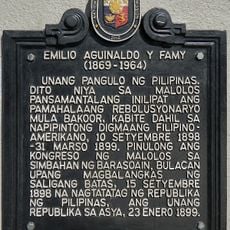 EMILIO AGUINALDO Y FAMY
(1869-1964)
UNANG PANGULO NG PILIPINAS.
DITO NIYA SA MALOLOS
PANSAMANTALANG INILIPAT ANG
PAMAHALAANG REBOLUSYONARYO
MULA BAKOOR, KABITE DAHIL SA
NAPIPINTONG DIGMAANG FILIPINO-
AMERIKANO, 10 SETYEMBRE 1898
-31 MARSO 1899. PINULONG ANG
KONGRESO NG MALOLOS SA
SIMBAHAN NG BARASOAIN, BULACAN
UPANG MAGBALANGKAS NG
SALIGANG BATAS, 15 SETYEMBRE
1898 NA NAGTATAG NG REPUBLIKA
NG PILIPINAS, ANG UNANG
REPUBLIKA SA ASYA, 23 ENERO 1899.